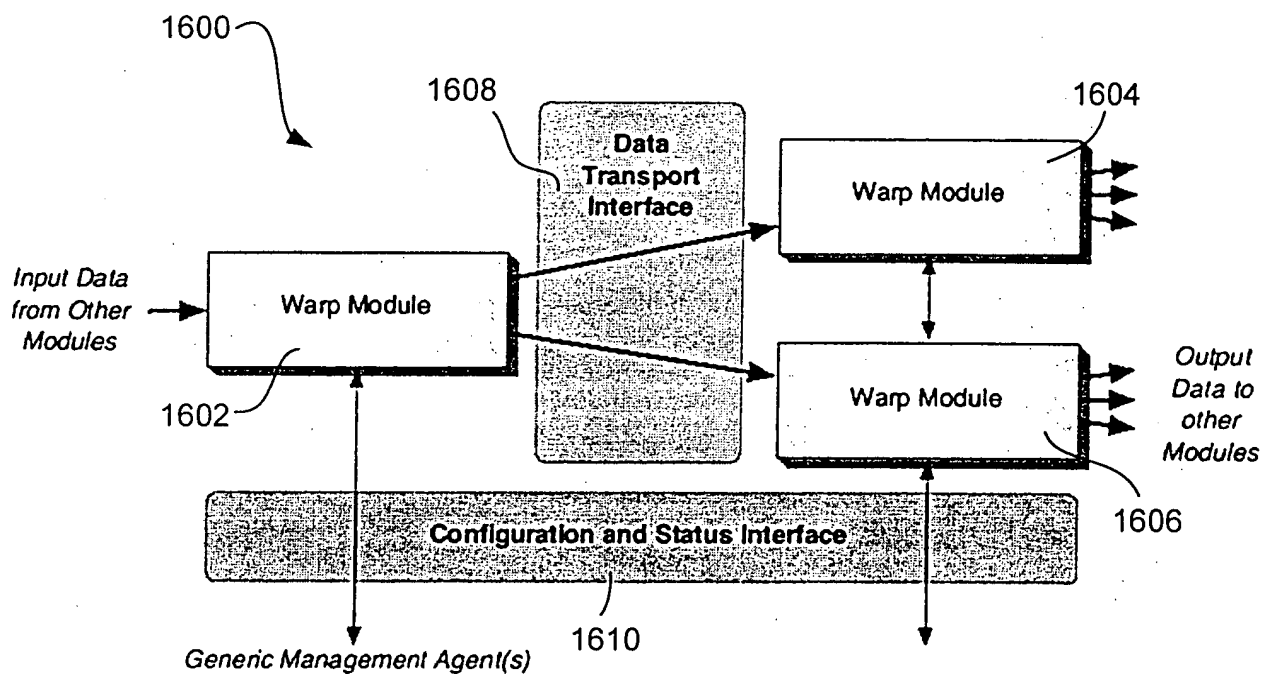 1600
1608
1604
Data
Transport
Interface
Warp Module
Input Data
from Other
Modules
Warp Module
1602
Warp Module
Output
Data to
other
Modules
1606
Configuration and Status Interface
1610
Generic Management Agent(s)